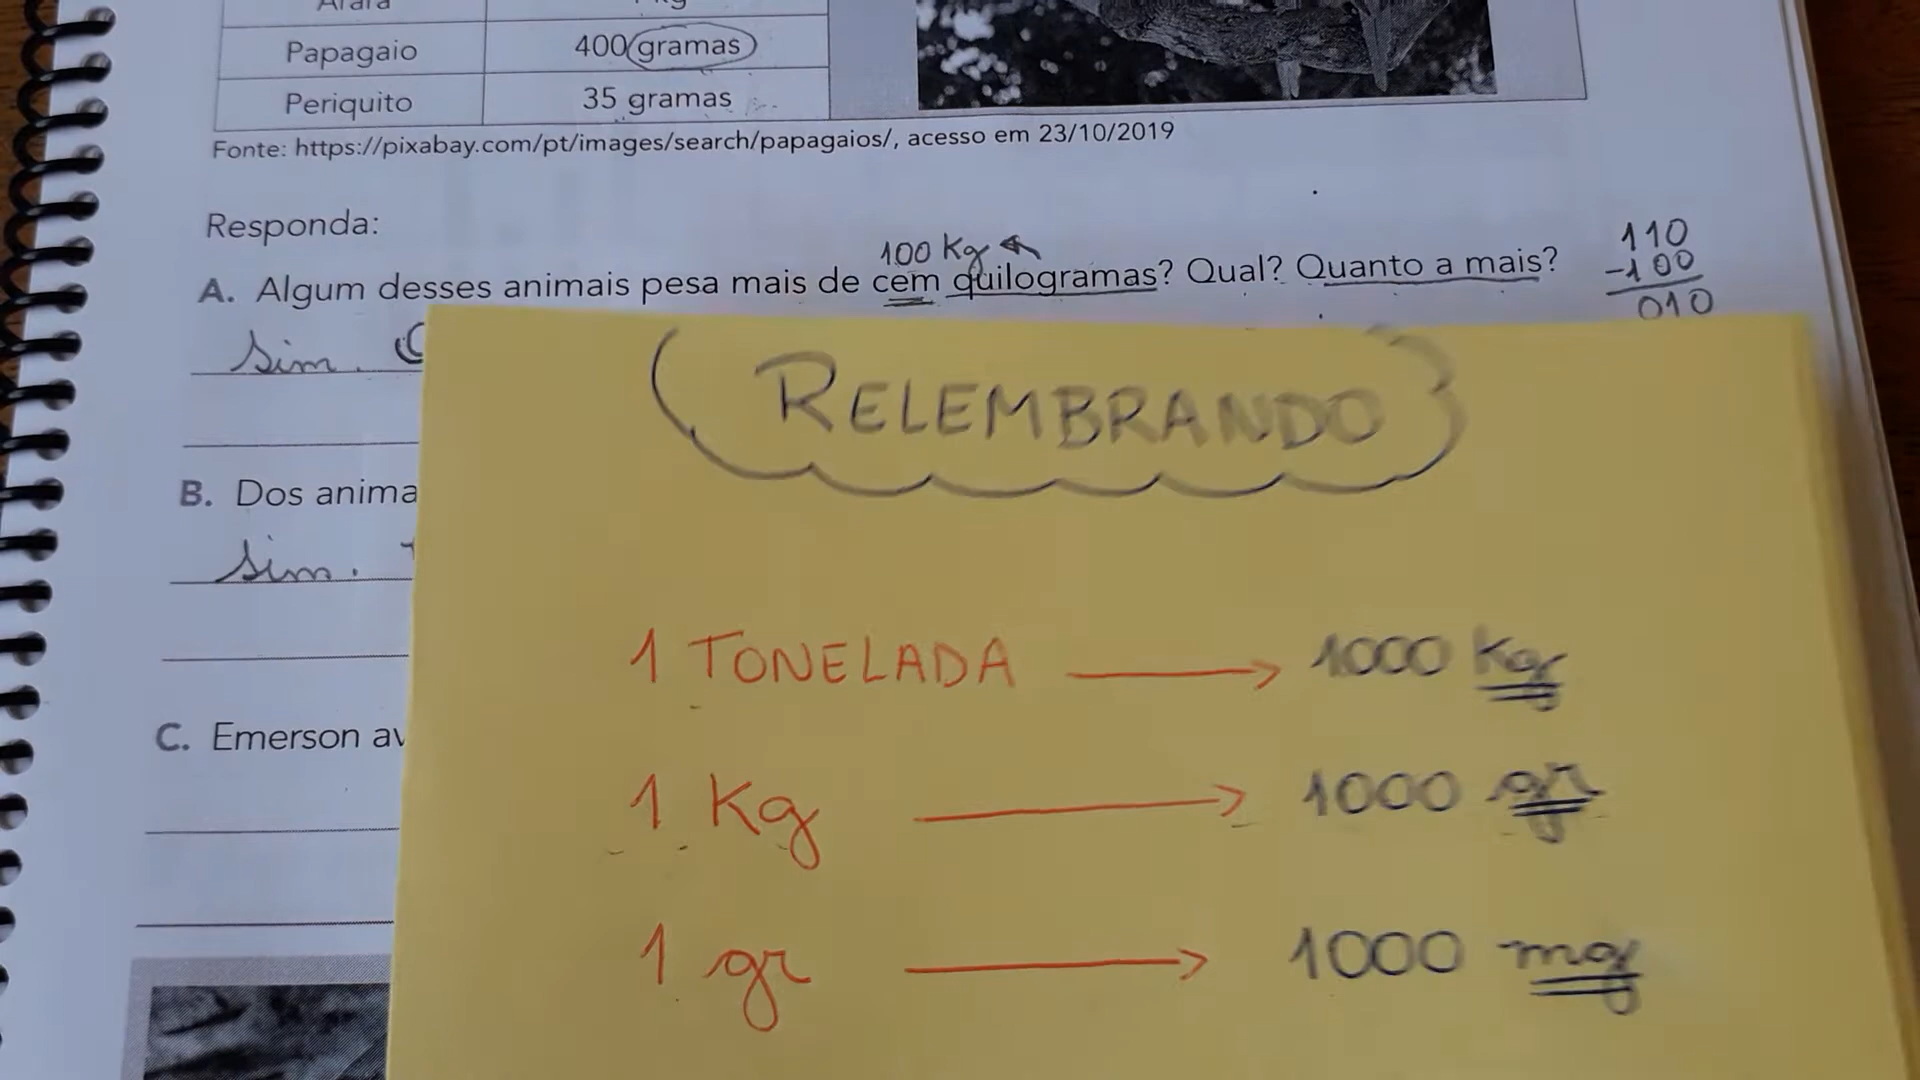 Arara
kg
Papagaio 400 gramas
Periquito 35 gramas
Fonte: https://pixabay.com/pt/images/search/papagaios/, acesso em 23/10/2019
Responda:
100 Kg
A. Algum desses animais pesa mais de cem quilogramas? Qual? Quanto a mais?
110
-100
010
Sim.
RELEMBRANDO
B. Dos anima
Sim.
1 TONELADA → 1000 Kg
C. Emerson av
1 Kg → 1000 gr
1 gr → 1000 mg